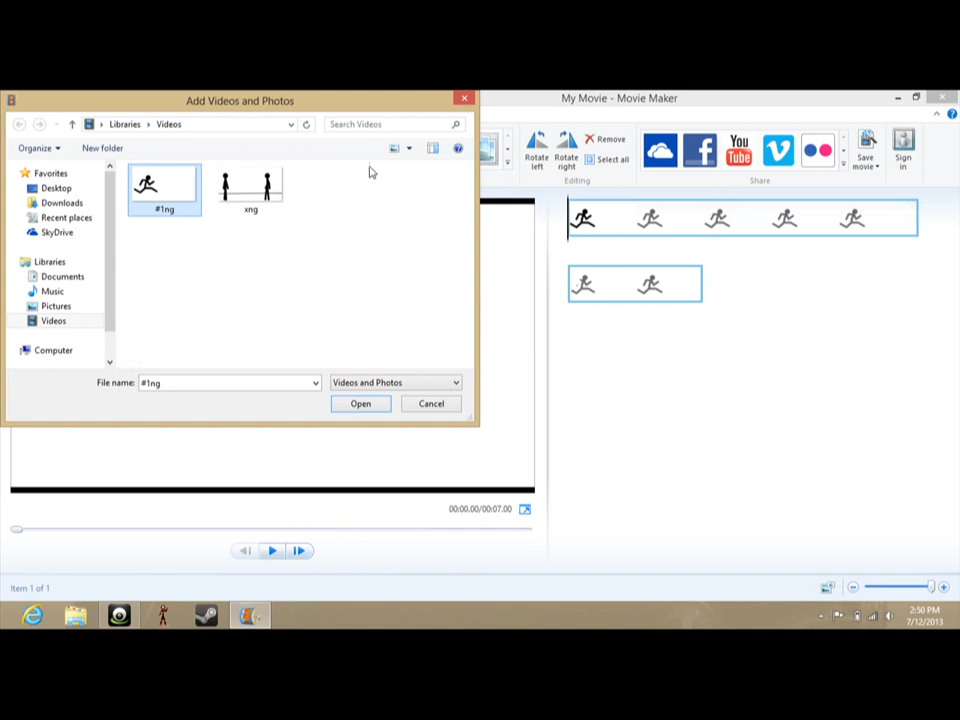 Add Videos and Photos
My Movie - Movie Maker
Libraries Videos
Search Videos
Organize
New folder
Favorites
Desktop
Downloads
Recent places
SkyDrive
Libraries
Documents
Music
Pictures
Videos
Computer
#1ng
xng
File name: #1ng
Videos and Photos
Open
Cancel
Rotate left
Rotate right
Remove
Select all
Editing
You Tube
Share
Save movie
Sign in
00:00.00/00:07.00
Item 1 of 1
2:50 PM
7/12/2013